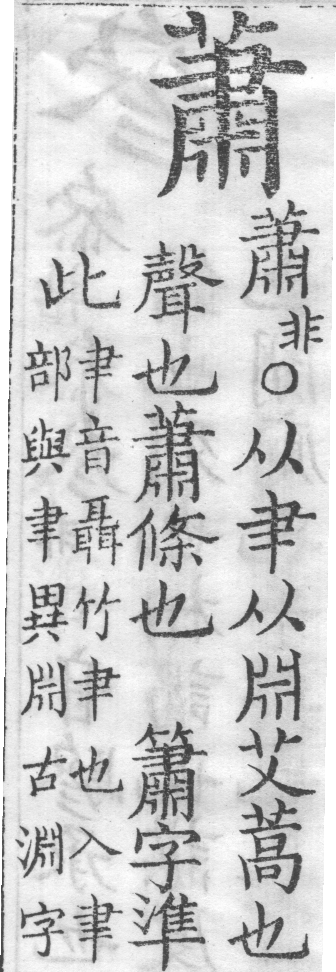 蕭
蕭非○从聿从𣶒艾蒿也
聲也蕭條也 簫字準
此
聿音聶竹聿也入聿
部與聿異𣶒古淵字